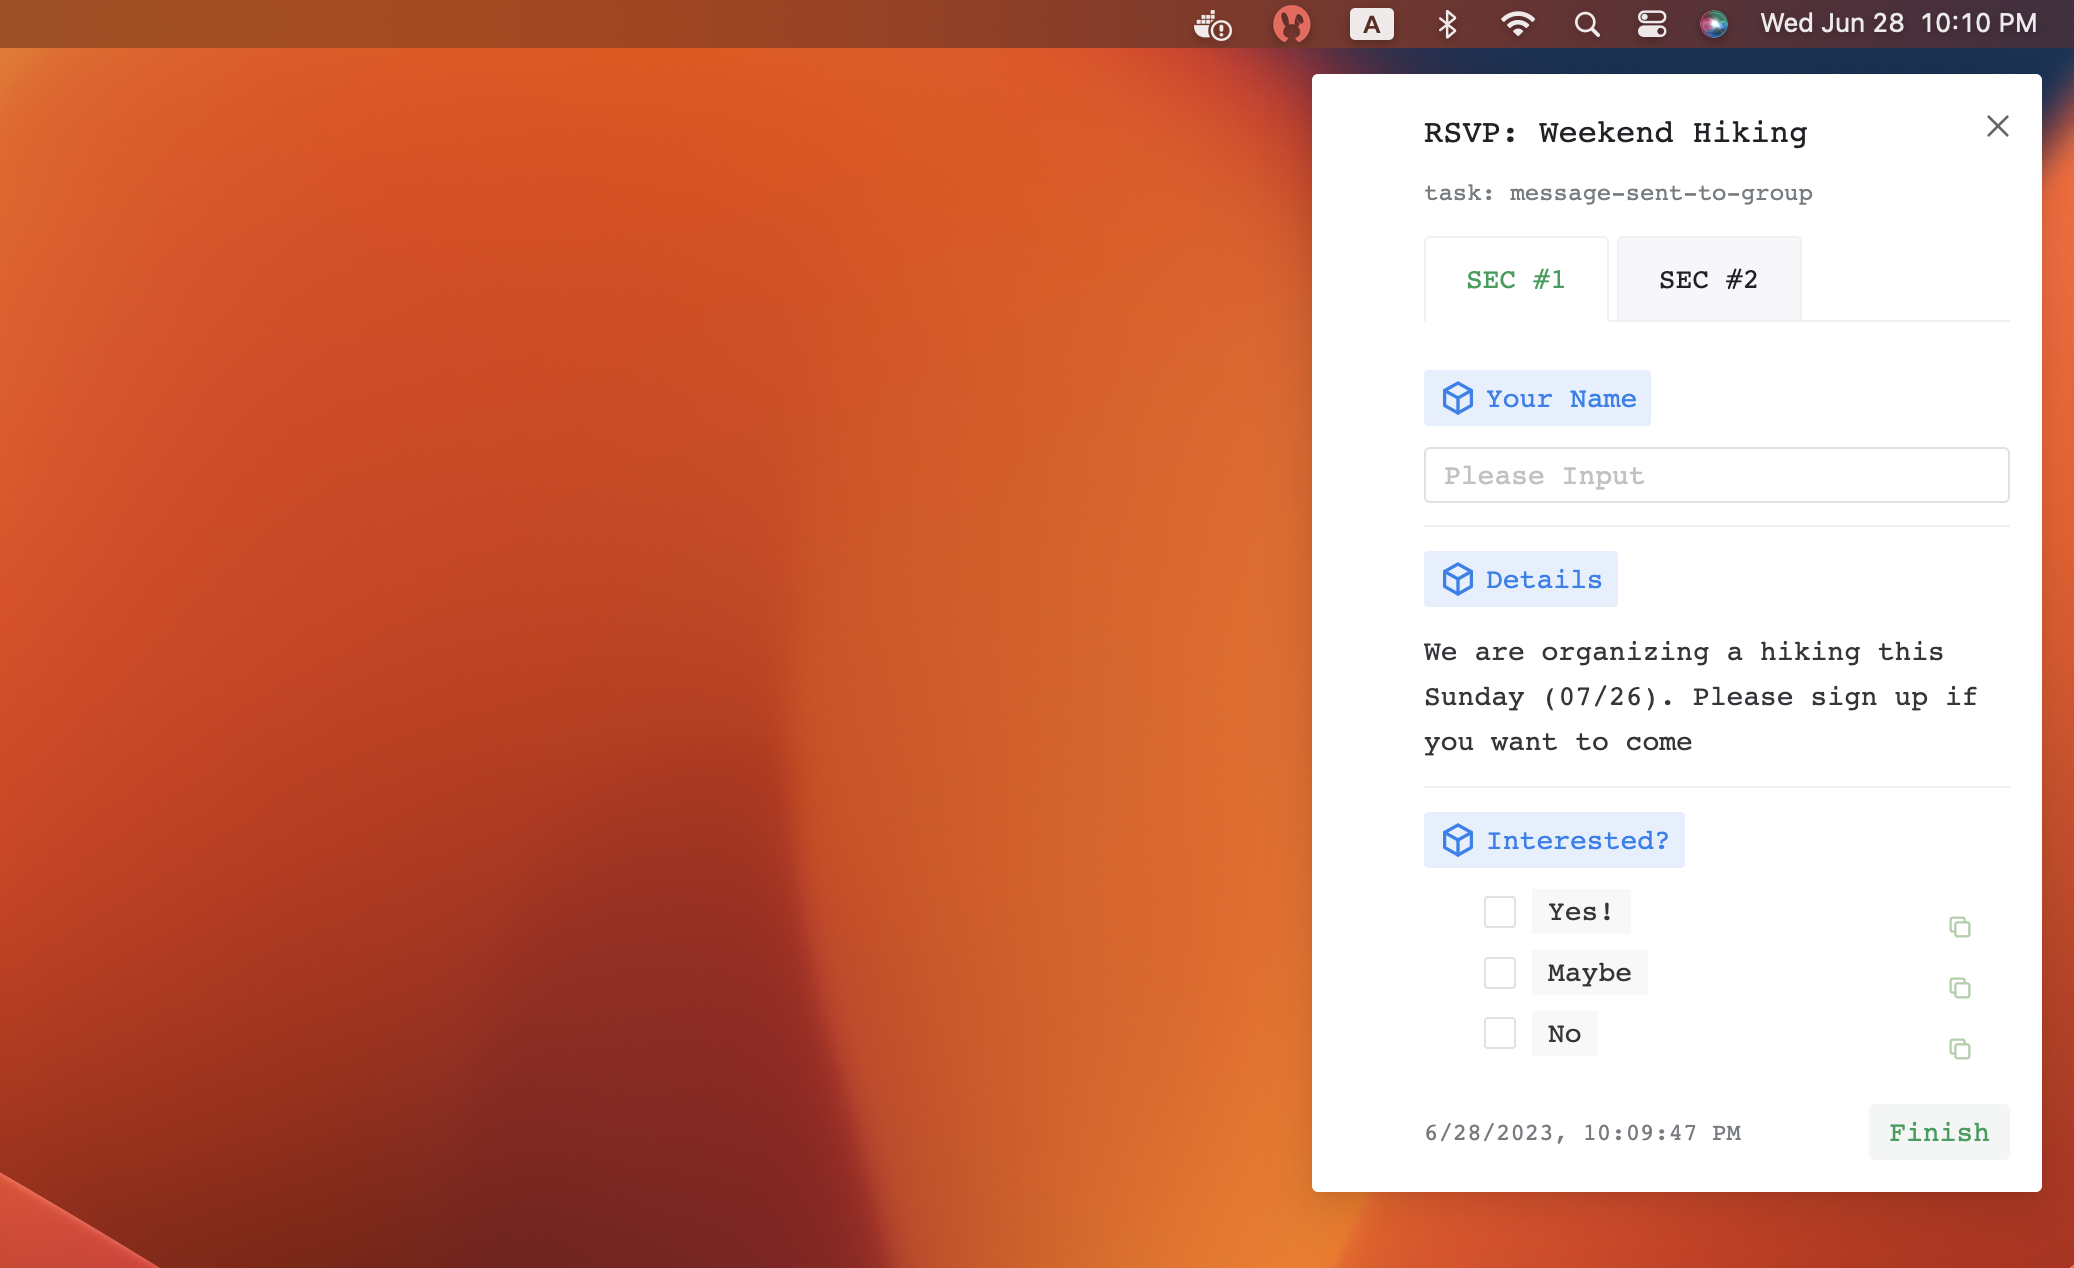 A
Wed Jun 28 10:10 PM
RSVP: Weekend Hiking
task: message-sent-to-group
SEC #1
SEC #2
Your Name
Please Input
Details
We are organizing a hiking this
Sunday (07/26). Please sign up if
you want to come
Interested?
Yes!
Maybe
No
6/28/2023, 10:09:47 PM
Finish